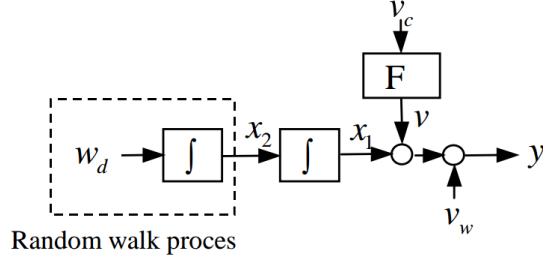 v_c
F
v
w_d ∫ x_2 ∫ x_1 y
v_w
Random walk proces